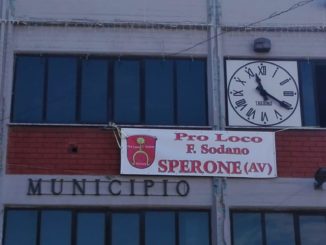 Pro Loco
F. Sodano
SPERONE (AV)
MUNICIPIO